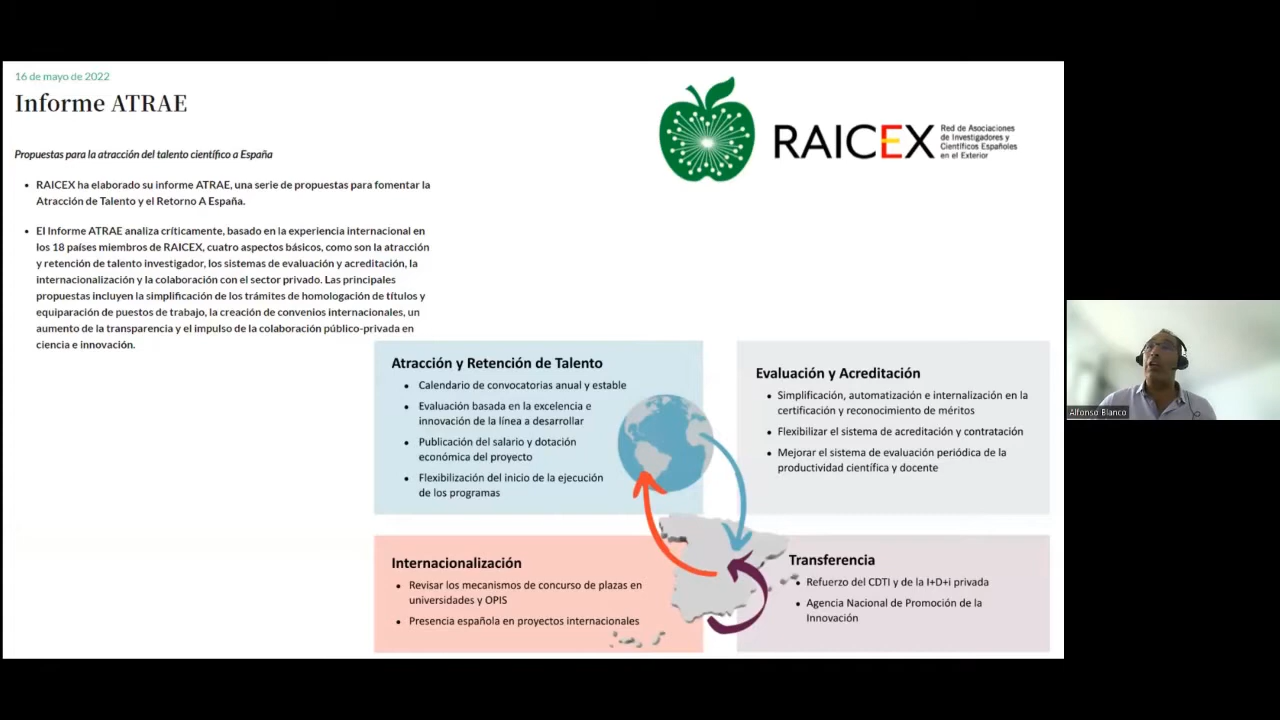 16 de mayo de 2022
Informe ATRAE
Propuestas para la atracción del talento científico a España
• RAICEX ha elaborado su informe ATRAE, una serie de propuestas para fomentar la
Atracción de Talento y el Retorno A España.
• El Informe ATRAE analiza críticamente, basado en la experiencia internacional en
los 18 países miembros de RAICEX, cuatro aspectos básicos, como son la atracción
y retención de talento investigador, los sistemas de evaluación y acreditación, la
internacionalización y la colaboración con el sector privado. Las principales
propuestas incluyen la simplificación de los trámites de homologación de títulos y
equiparación de puestos de trabajo, la creación de convenios internacionales, un
aumento de la transparencia y el impulso de la colaboración público-privada en
ciencia e innovación.
RAICEX
Red de Asociaciones
de Investigadores y
Científicos Españoles
en el Exterior
Atracción y Retención de Talento
• Calendario de convocatorias anual y estable
• Evaluación basada en la excelencia e
innovación de la línea a desarrollar
• Publicación del salario y dotación
económica del proyecto
• Flexibilización del inicio de la ejecución
de los programas
Evaluación y Acreditación
• Simplificación, automatización e internalización en la
certificación y reconocimiento de méritos
• Flexibilizar el sistema de acreditación y contratación
• Mejorar el sistema de evaluación periódica de la
productividad científica y docente
Internacionalización
• Revisar los mecanismos de concurso de plazas en
universidades y OPIS
• Presencia española en proyectos internacionales
Transferencia
• Refuerzo del CDTI y de la I+D+i privada
• Agencia Nacional de Promoción de la
Innovación
Alfonso Blanco